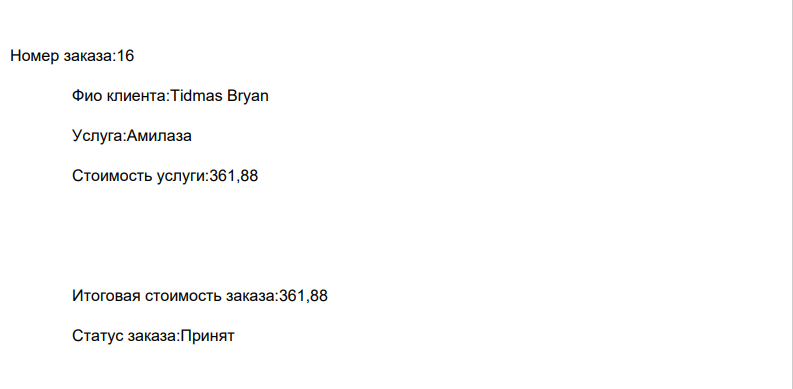 Номер заказа:16
Фио клиента:Tidmas Bryan
Услуга:Амилаза
Стоимость услуги:361,88
Итоговая стоимость заказа:361,88
Статус заказа:Принят